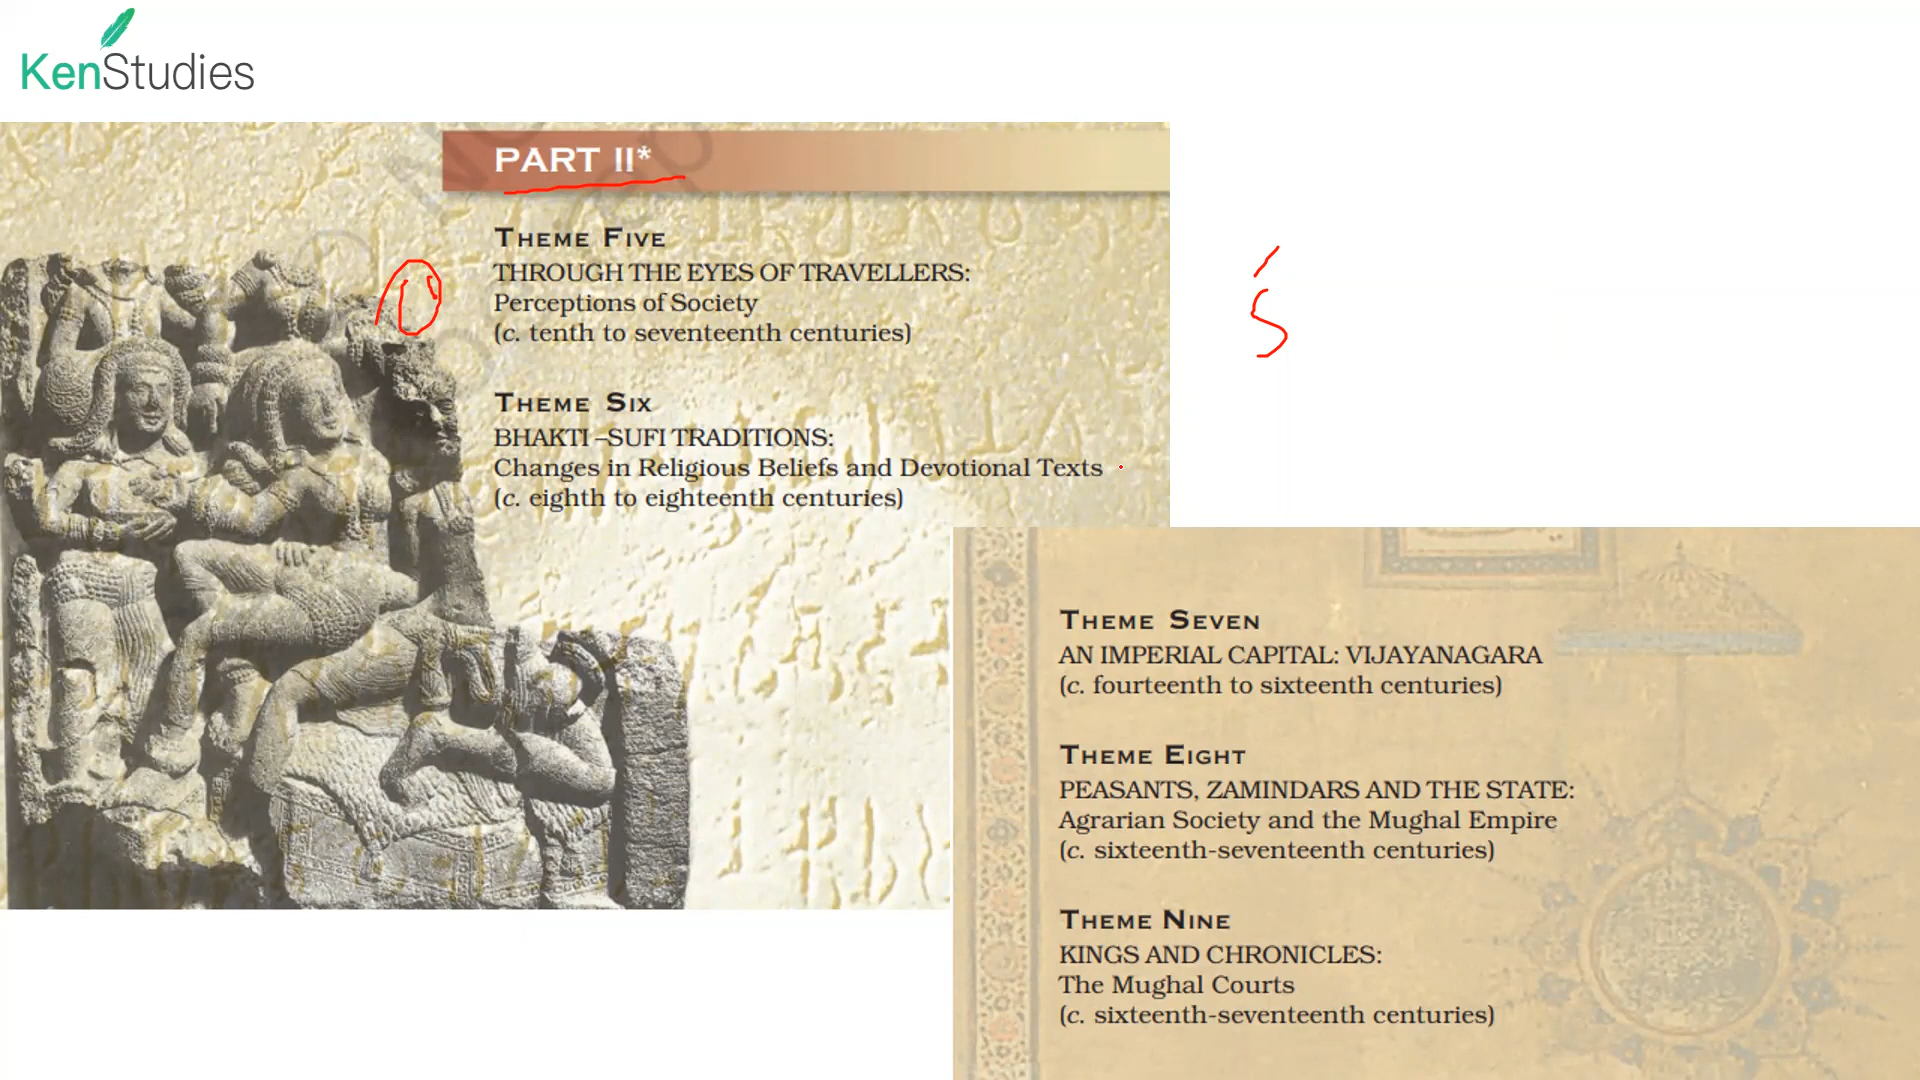 KenStudies
PART II*
THEME FIVE
THROUGH THE EYES OF TRAVELLERS:
Perceptions of Society
(c. tenth to seventeenth centuries)
THEME SIX
BHAKTI –SUFI TRADITIONS:
Changes in Religious Beliefs and Devotional Texts
(c. eighth to eighteenth centuries)
THEME SEVEN
AN IMPERIAL CAPITAL: VIJAYANAGARA
(c. fourteenth to sixteenth centuries)
THEME EIGHT
PEASANTS, ZAMINDARS AND THE STATE:
Agrarian Society and the Mughal Empire
(c. sixteenth-seventeenth centuries)
THEME NINE
KINGS AND CHRONICLES:
The Mughal Courts
(c. sixteenth-seventeenth centuries)